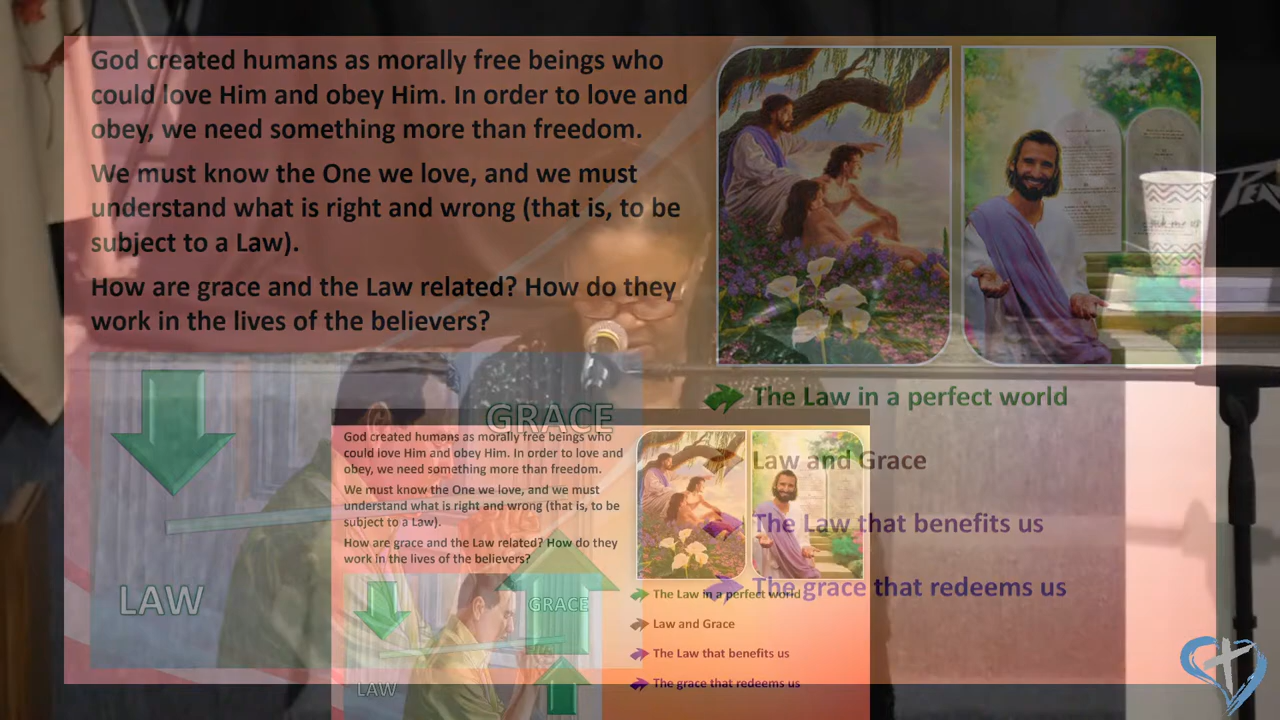 God created humans as morally free beings who
could love Him and obey Him. In order to love and
obey, we need something more than freedom.
We must know the One we love, and we must
understand what is right and wrong (that is, to be
subject to a Law).
How are grace and the Law related? How do they
work in the lives of the believers?
GRACE
LAW
The Law in a perfect world
Law and Grace
The Law that benefits us
The grace that redeems us
God created humans as morally free beings who
could love Him and obey Him. In order to love and
obey, we need something more than freedom.
We must know the One we love, and we must
understand what is right and wrong (that is, to be
subject to a Law).
How are grace and the Law related? How do they
work in the lives of the believers?
GRACE
LAW
The Law in a perfect world
Law and Grace
The Law that benefits us
The grace that redeems us